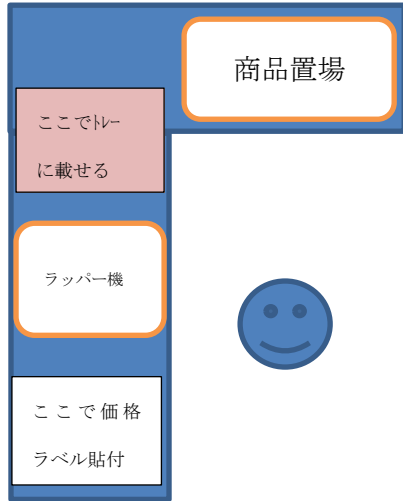 商品置場
ここでﾄﾚｰ
に載せる
ラッパー機
ここで価格
ラベル貼付